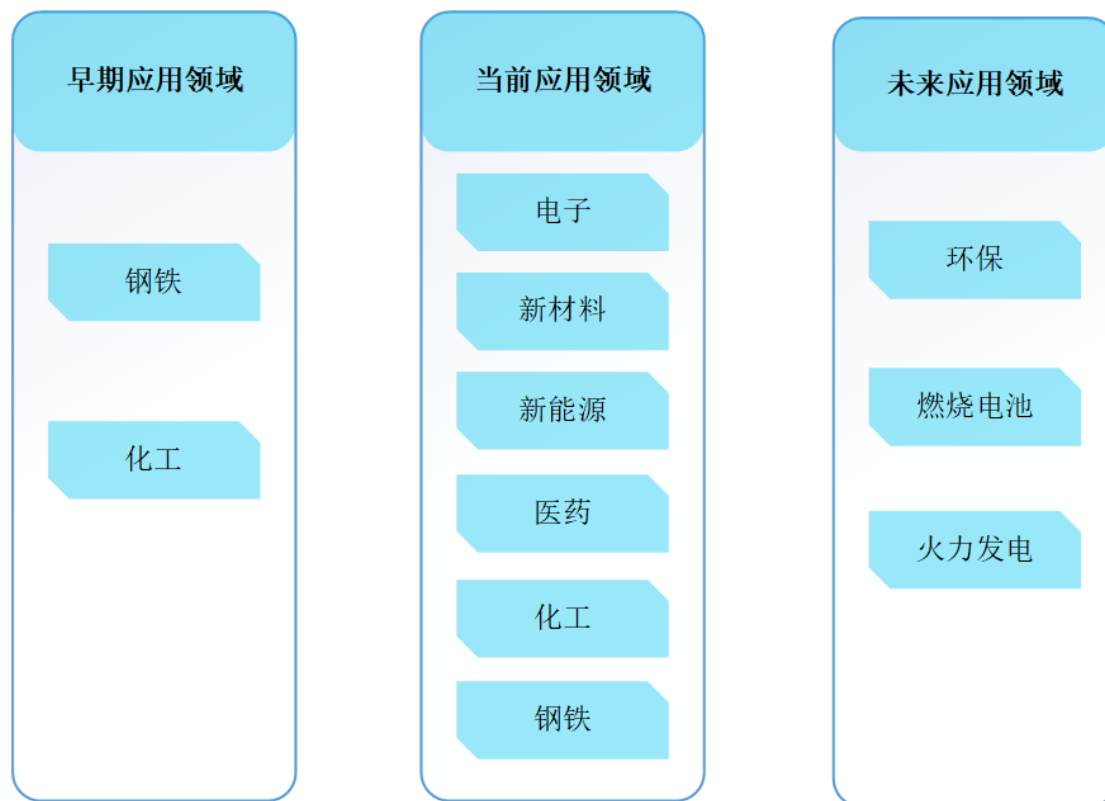 早期应用领域
钢铁
化工
当前应用领域
电子
新材料
新能源
医药
化工
钢铁
未来应用领域
环保
燃烧电池
火力发电